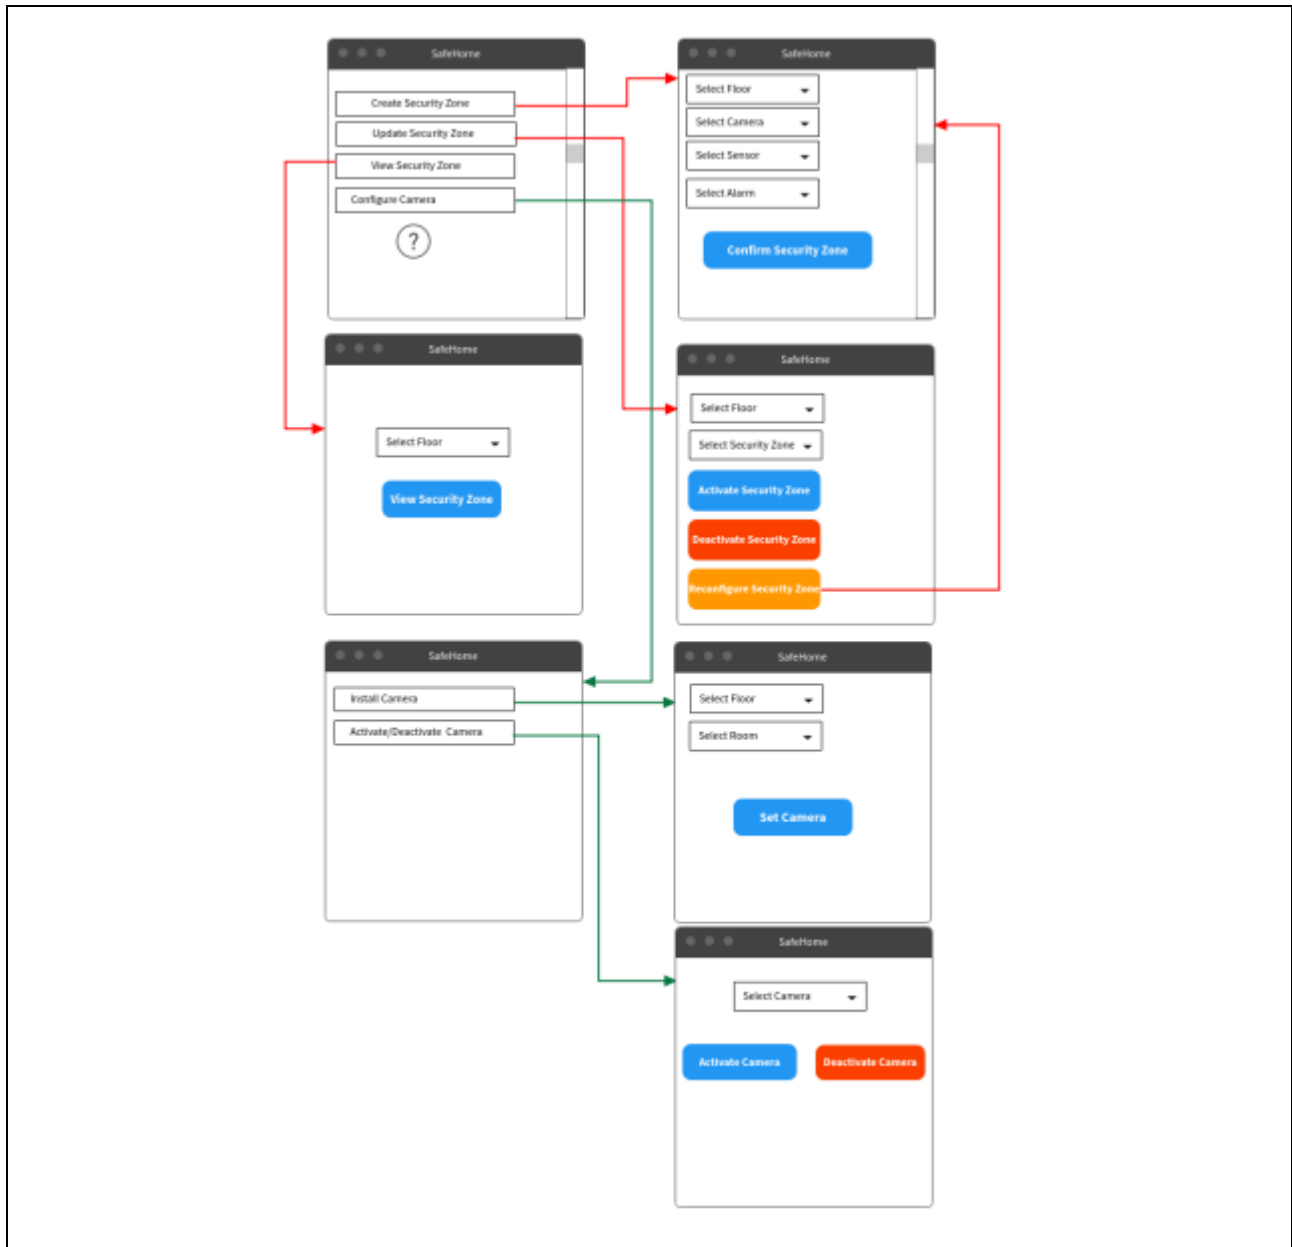 SafeHome
Create Security Zone
Update Security Zone
View Security Zone
Configure Camera
?
SafeHome
Select Floor
Select Camera
Select Sensor
Select Alarm
Confirm Security Zone
SafeHome
Select Floor
View Security Zone
SafeHome
Select Floor
Select Security Zone
Activate Security Zone
Deactivate Security Zone
Reconfigure Security Zone
SafeHome
Install Camera
Activate/Deactivate Camera
SafeHome
Select Floor
Select Room
Set Camera
SafeHome
Select Camera
Activate Camera
Deactivate Camera